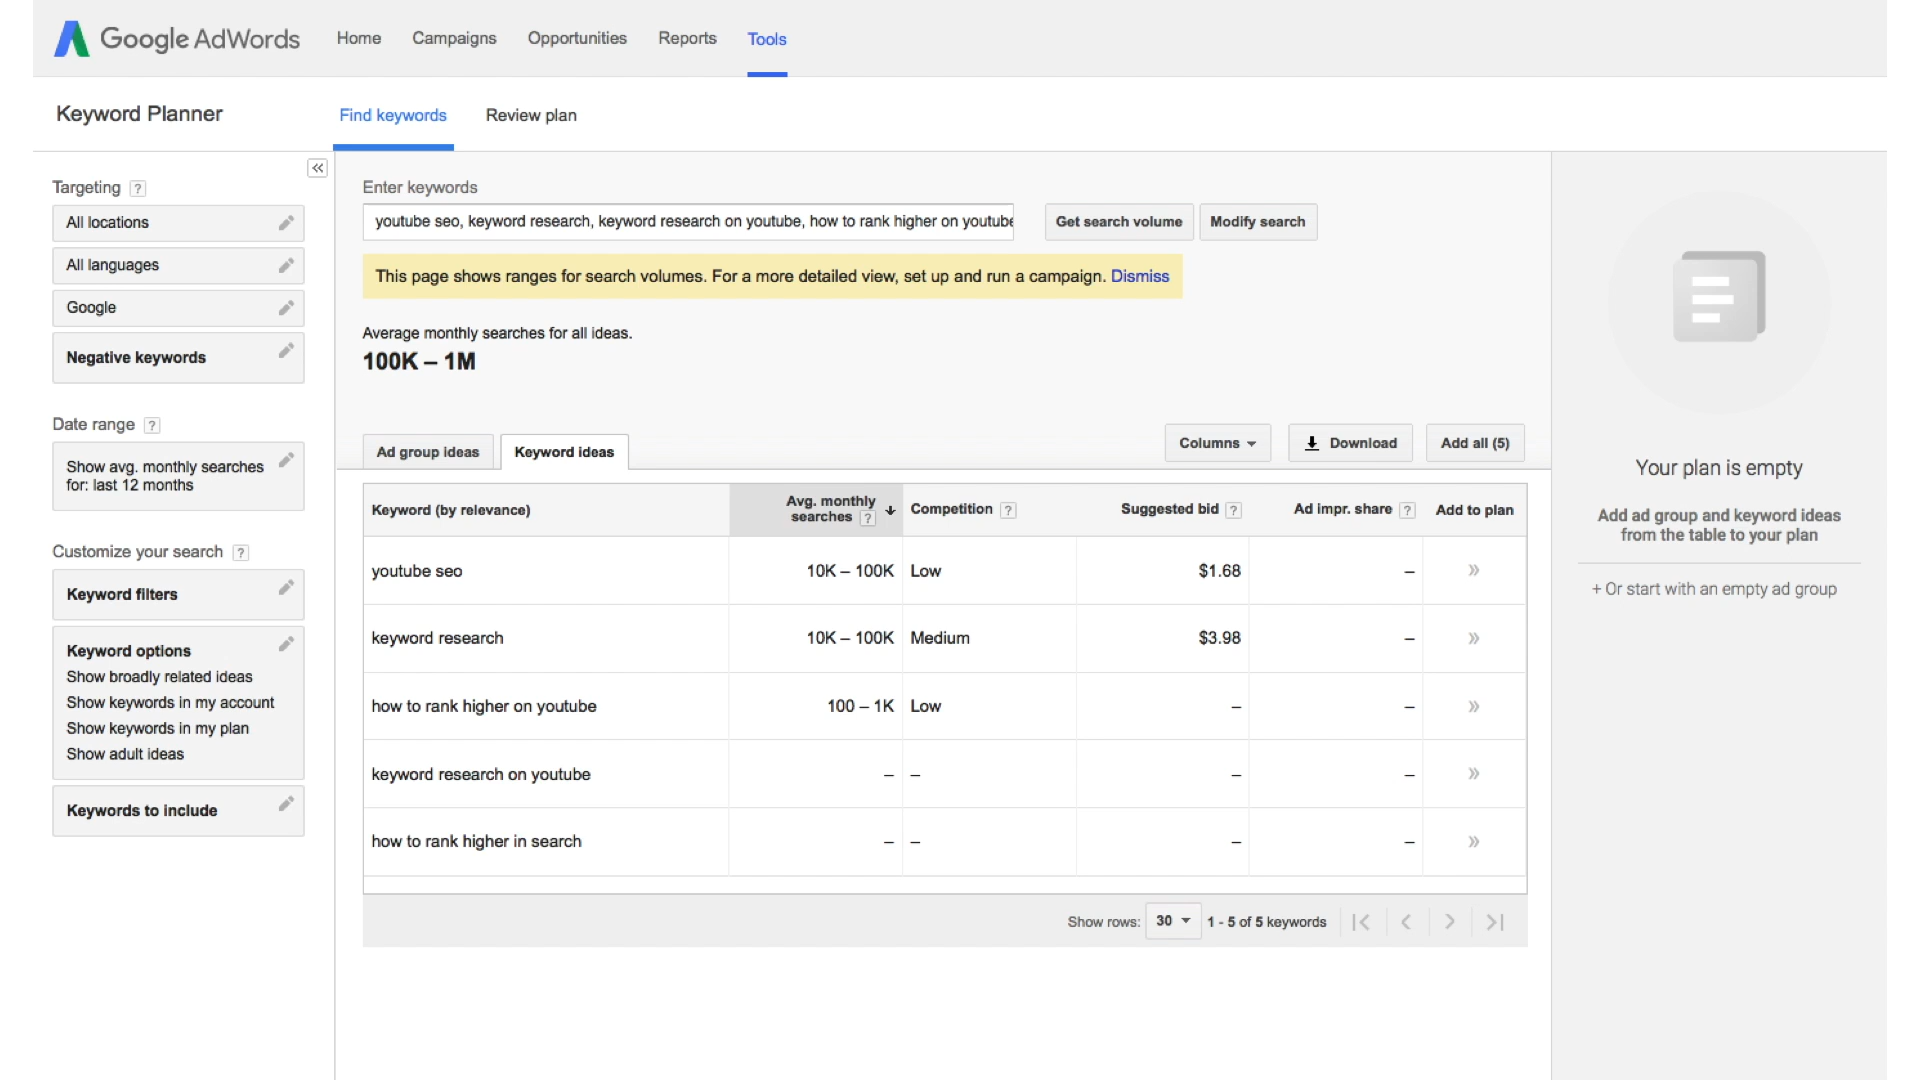 Google AdWords Home Campaigns Opportunities Reports Tools
Keyword Planner Find keywords Review plan
Targeting ?
All locations
All languages
Google
Negative keywords
Date range ?
Show avg. monthly searches
for: last 12 months
Customize your search ?
Keyword filters
Keyword options
Show broadly related ideas
Show keywords in my account
Show keywords in my plan
Show adult ideas
Keywords to include
Enter keywords
youtube seo, keyword research, keyword research on youtube, how to rank higher on youtube
Get search volume Modify search
This page shows ranges for search volumes. For a more detailed view, set up and run a campaign. Dismiss
Average monthly searches for all ideas.
100K – 1M
Ad group ideas Keyword ideas Columns Download Add all (5)
Keyword (by relevance) Avg. monthly searches ? Competition ? Suggested bid ? Ad impr. share ? Add to plan
youtube seo 10K – 100K Low $1.68 – »
keyword research 10K – 100K Medium $3.98 – »
how to rank higher on youtube 100 – 1K Low – – »
keyword research on youtube – – – – »
how to rank higher in search – – – – »
Show rows: 30 1 - 5 of 5 keywords
Your plan is empty
Add ad group and keyword ideas
from the table to your plan
+ Or start with an empty ad group